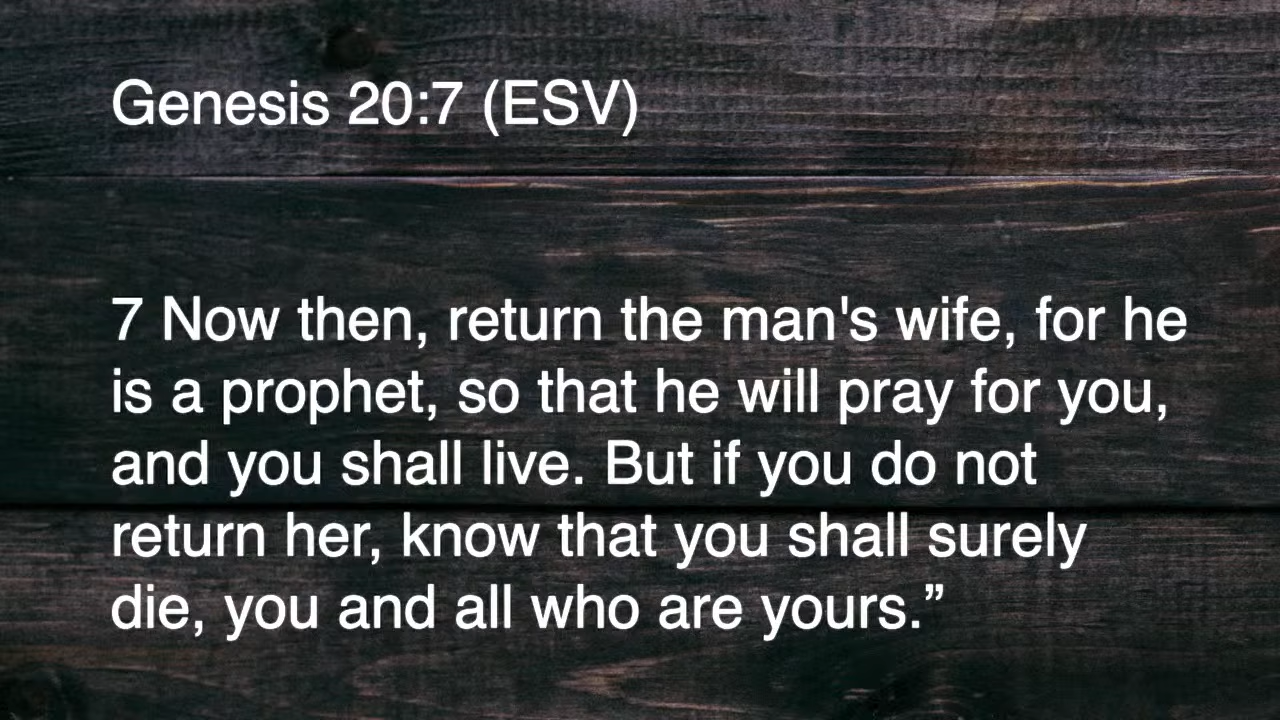 Genesis 20:7 (ESV)
7 Now then, return the man's wife, for he
is a prophet, so that he will pray for you,
and you shall live. But if you do not
return her, know that you shall surely
die, you and all who are yours.”